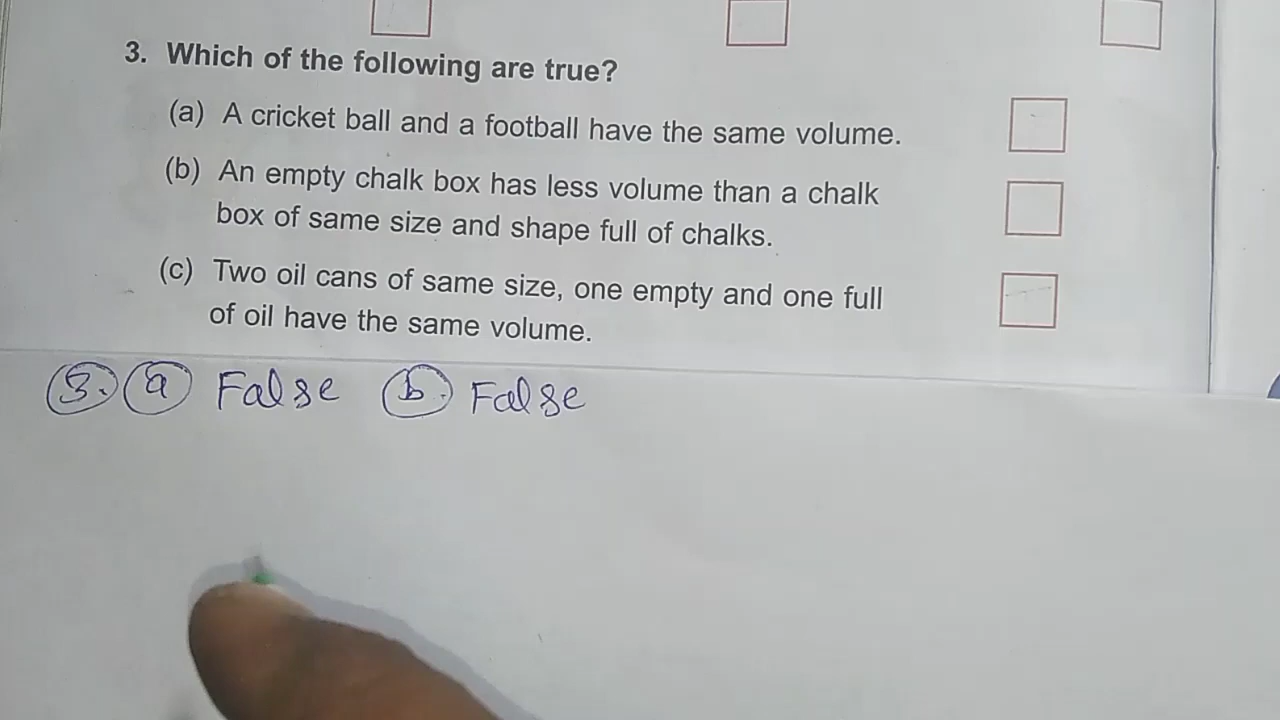 3. Which of the following are true?
(a) A cricket ball and a football have the same volume.
(b) An empty chalk box has less volume than a chalk
box of same size and shape full of chalks.
(c) Two oil cans of same size, one empty and one full
of oil have the same volume.
3. a False b. False